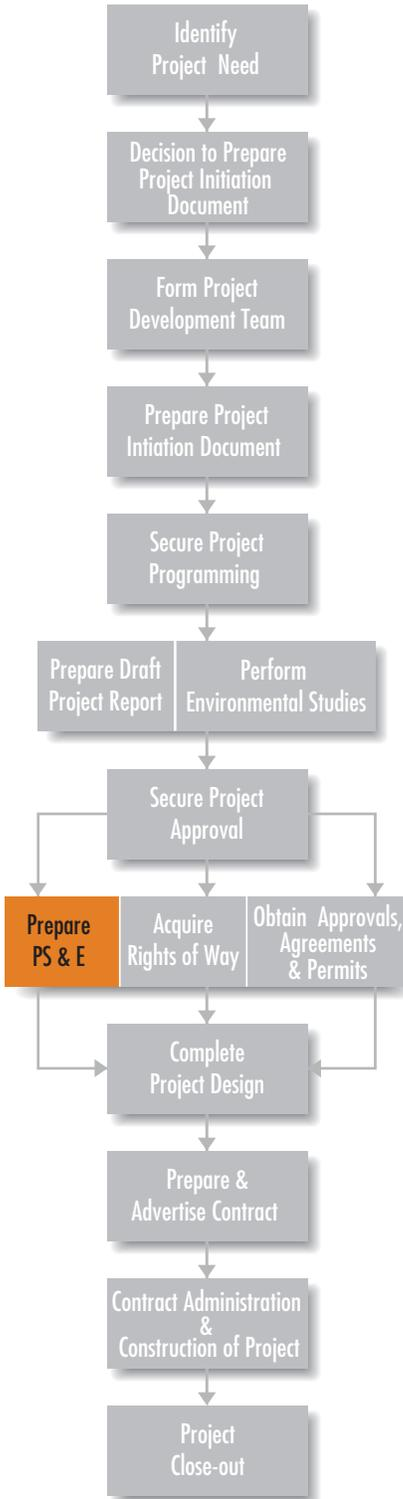 Identify
Project Need
Decision to Prepare
Project Initiation
Document
Form Project
Development Team
Prepare Project
Intiation Document
Secure Project
Programming
Prepare Draft
Project Report
Perform
Environmental Studies
Secure Project
Approval
Prepare
PS & E
Acquire
Rights of Way
Obtain Approvals,
Agreements
& Permits
Complete
Project Design
Prepare &
Advertise Contract
Contract Administration
&
Construction of Project
Project
Close-out